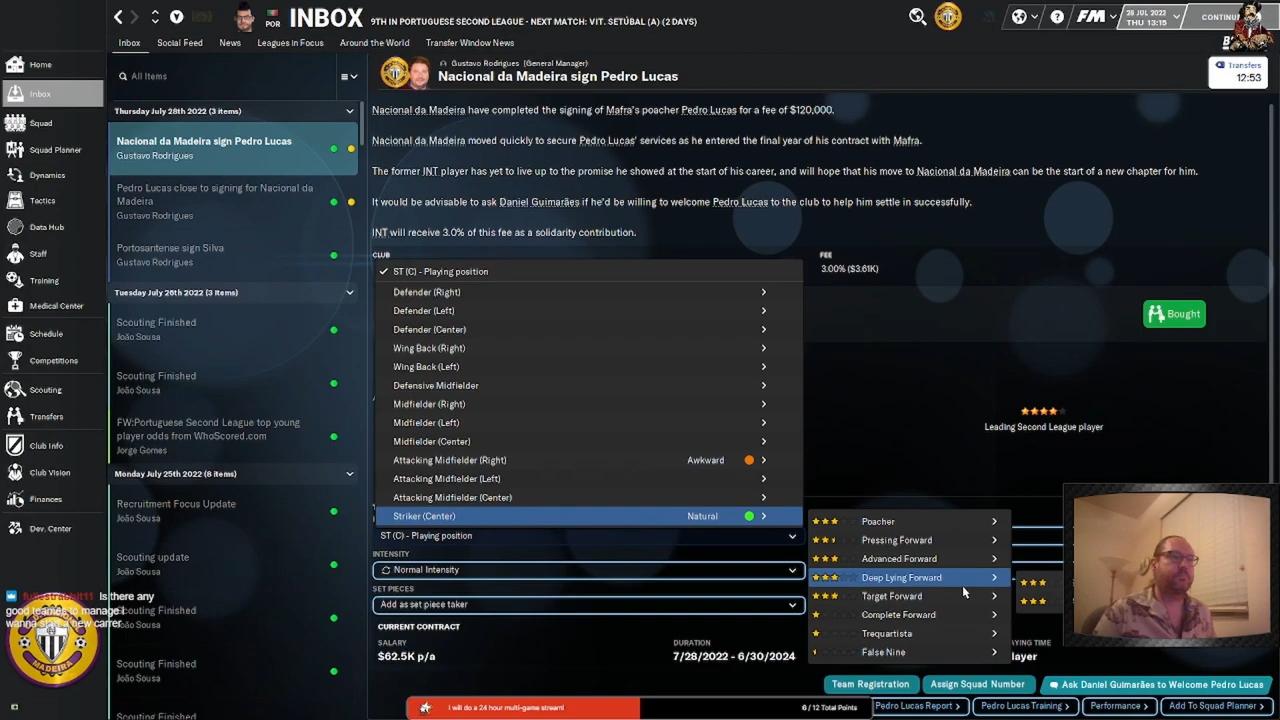 POR
INBOX
9TH IN PORTUGUESE SECOND LEAGUE - NEXT MATCH: VIT. SETÚBAL (A) (2 DAYS)
FM
28 JUL 2022
THU 13:15
CONTINU
Inbox
Social Feed
News
Leagues in Focus
Around the World
Transfer Window News
Home
Inbox
Squad
Squad Planner
Dynamics
Tactics
Data Hub
Staff
Training
Medical Center
Schedule
Competitions
Scouting
Transfers
Club Info
Club Vision
Finances
Dev. Center
All Items
Thursday July 28th 2022 (3 items)
Nacional da Madeira sign Pedro Lucas
Gustavo Rodrigues
Pedro Lucas close to signing for Nacional da
Madeira
Gustavo Rodrigues
Portosantense sign Silva
Gustavo Rodrigues
Tuesday July 26th 2022 (3 items)
Scouting Finished
João Sousa
Scouting Finished
João Sousa
FW:Portuguese Second League top young
player odds from WhoScored.com
Jorge Gomes
Monday July 25th 2022 (8 items)
Recruitment Focus Update
João Sousa
Scouting update
João Sousa
Scouting Finished
João Sousa
Scouting Finished
João Sousa
Scouting Finished
Is there any
good teames to manage i
wanna start a new carrer
MADEIRA
Gustavo Rodrigues (General Manager)
Nacional da Madeira sign Pedro Lucas
Transfers
12:53
Nacional da Madeira have completed the signing of Mafra's poacher Pedro Lucas for a fee of $120,000.
Nacional da Madeira moved quickly to secure Pedro Lucas' services as he entered the final year of his contract with Mafra.
The former INT player has yet to live up to the promise he showed at the start of his career, and will hope that his move to Nacional da Madeira can be the start of a new chapter for him.
It would be advisable to ask Daniel Guimarães if he'd be willing to welcome Pedro Lucas to the club to help him settle in successfully.
INT will receive 3.0% of this fee as a solidarity contribution.
CLUB
FEE
3.00% ($3.61K)
ST (C) - Playing position
Defender (Right)
Defender (Left)
Defender (Center)
Wing Back (Right)
Wing Back (Left)
Defensive Midfielder
Midfielder (Right)
Midfielder (Left)
Midfielder (Center)
Attacking Midfielder (Right) Awkward
Attacking Midfielder (Left)
Attacking Midfielder (Center)
Striker (Center) Natural
Bought
Leading Second League player
Poacher
Pressing Forward
Advanced Forward
Deep Lying Forward
Target Forward
Complete Forward
Trequartista
False Nine
ST (C) - Playing position
INTENSITY
Normal Intensity
SET PIECES
Add as set piece taker
CURRENT CONTRACT
SALARY
$62.5K p/a
DURATION
7/28/2022 - 6/30/2024
AYING TIME
layer
Team Registration
Assign Squad Number
Ask Daniel Guimarães to Welcome Pedro Lucas
I will do a 24 hour multi-game stream!
6 / 12 Total Points
Pedro Lucas Report
Pedro Lucas Training
Performance
Add To Squad Planner